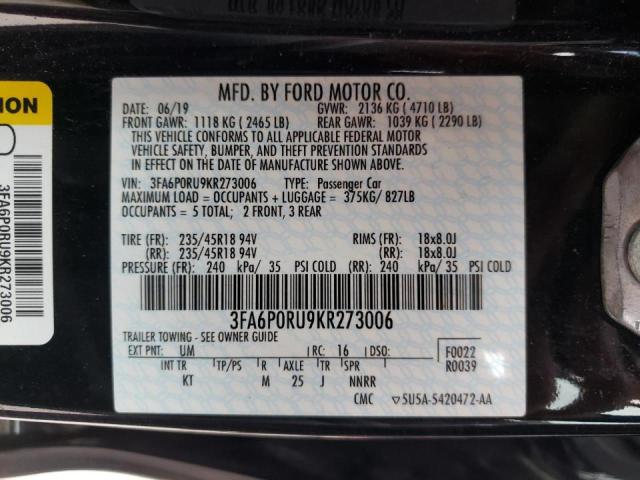 MFD. BY FORD MOTOR CO.
DATE: 06/19 GVWR: 2136 KG ( 4710 LB)
FRONT GAWR: 1118 KG ( 2465 LB) REAR GAWR: 1039 KG ( 2290 LB)
THIS VEHICLE CONFORMS TO ALL APPLICABLE FEDERAL MOTOR
VEHICLE SAFETY, BUMPER, AND THEFT PREVENTION STANDARDS
IN EFFECT ON THE DATE OF MANUFACTURE SHOWN ABOVE.
VIN: 3FA6P0RU9KR273006 TYPE: Passenger Car
MAXIMUM LOAD = OCCUPANTS + LUGGAGE = 375KG/ 827LB
OCCUPANTS = 5 TOTAL; 2 FRONT, 3 REAR
TIRE (FR): 235/45R18 94V RIMS (FR): 18x8.0J
(RR): 235/45R18 94V (RR): 18x8.0J
PRESSURE (FR): 240 kPa/ 35 PSI COLD (RR): 240 kPa/ 35 PSI COLD
3FA6P0RU9KR273006
TRAILER TOWING - SEE OWNER GUIDE
EXT PNT: UM RC: 16 DSO: F0022
INT TR TP/PS R AXLE TR SPR R0039
KT M 25 J NNRR
CMC ▽5U5A-5420472-AA
ION
3FA6P0RU9KR273006